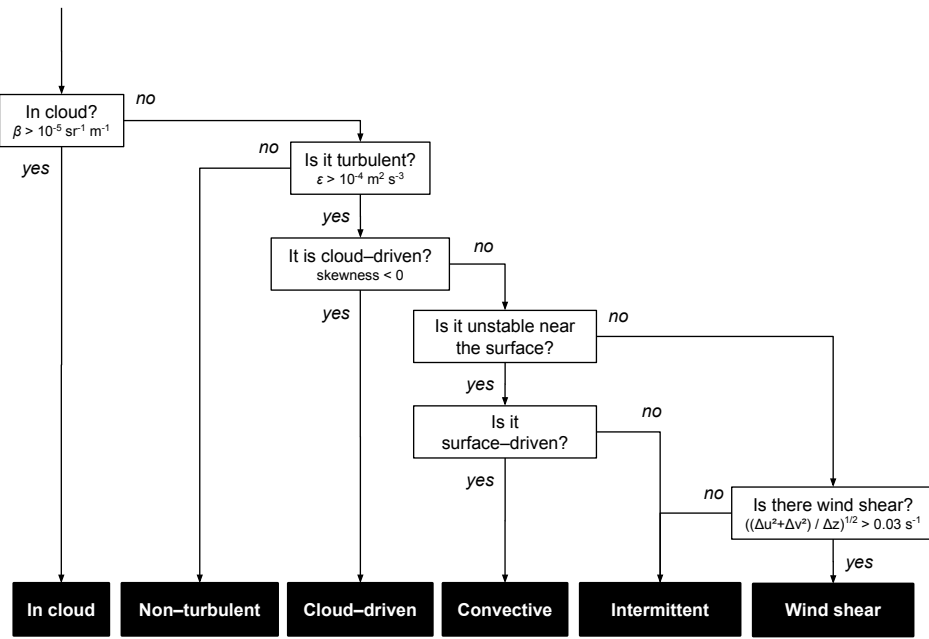 In cloud?
β > 10⁻⁵ sr⁻¹ m⁻¹
no
yes
Is it turbulent?
ε > 10⁻⁴ m² s⁻³
no
yes
It is cloud–driven?
skewness < 0
no
yes
Is it unstable near
the surface?
no
yes
Is it
surface–driven?
no
yes
Is there wind shear?
((Δu²+Δv²) / Δz)¹ᐟ² > 0.03 s⁻¹
no
yes
In cloud
Non–turbulent
Cloud–driven
Convective
Intermittent
Wind shear